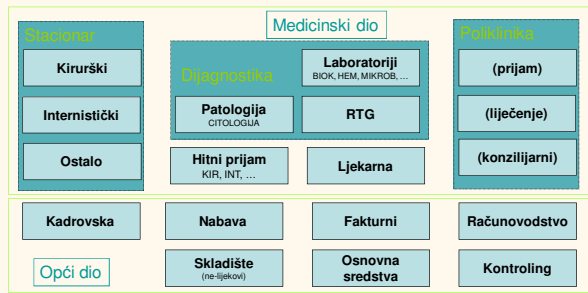 Medicinski dio
Stacionar
Kirurški
Internistički
Ostalo
Dijagnostika
Laboratoriji
BIOK, HEM, MIKROB, ...
Patologija
CITOLOGIJA
RTG
Hitni prijam
KIR, INT, ...
Ljekarna
Poliklinika
(prijam)
(liječenje)
(konzilijarni)
Kadrovska
Nabava
Fakturni
Računovodstvo
Opći dio
Skladište
(ne-lijekovi)
Osnovna
sredstva
Kontroling